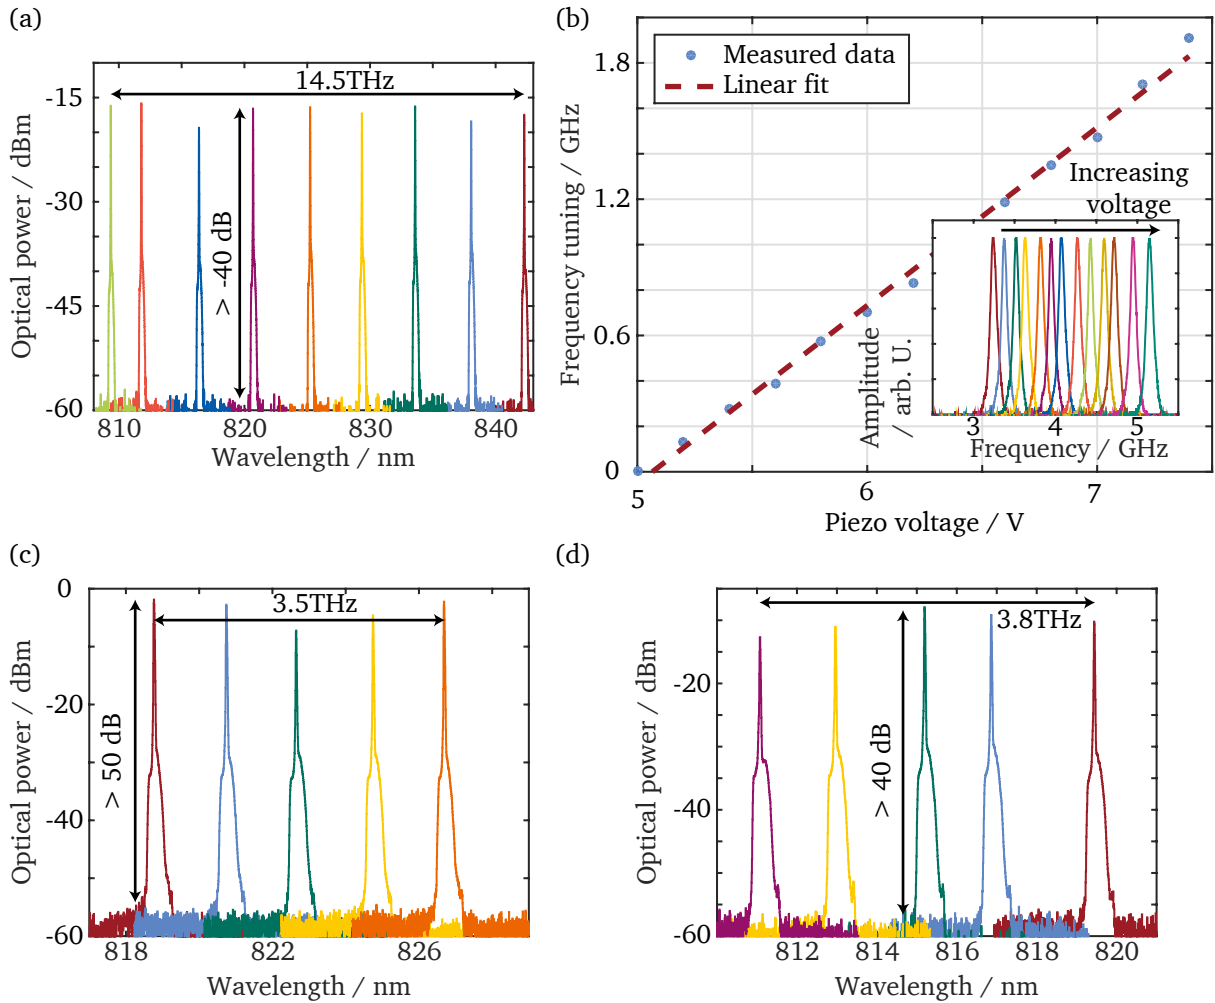 (a)
14.5THz
> -40 dB
-15
-30
-45
-60
810
820
830
840
Optical power / dBm
Wavelength / nm
(b)
Measured data
Linear fit
1.8
1.2
0.6
0
5
6
7
Frequency tuning / GHz
Piezo voltage / V
Increasing
voltage
Amplitude
/ arb. U.
3
4
5
Frequency / GHz
(c)
3.5THz
> 50 dB
0
-20
-40
-60
818
822
826
Optical power / dBm
Wavelength / nm
(d)
3.8THz
> 40 dB
-20
-40
-60
812
814
816
818
820
Optical power / dBm
Wavelength / nm